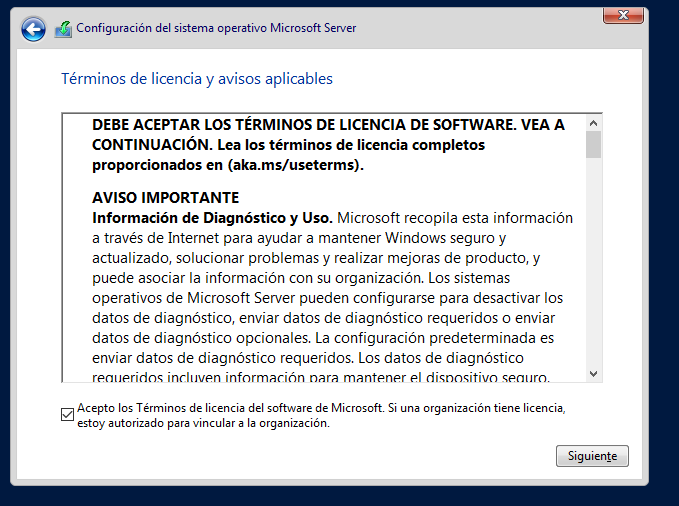 Configuración del sistema operativo Microsoft Server
Términos de licencia y avisos aplicables
DEBE ACEPTAR LOS TÉRMINOS DE LICENCIA DE SOFTWARE. VEA A
CONTINUACIÓN. Lea los términos de licencia completos
proporcionados en (aka.ms/useterms).
AVISO IMPORTANTE
Información de Diagnóstico y Uso. Microsoft recopila esta información
a través de Internet para ayudar a mantener Windows seguro y
actualizado, solucionar problemas y realizar mejoras de producto, y
puede asociar la información con su organización. Los sistemas
operativos de Microsoft Server pueden configurarse para desactivar los
datos de diagnóstico, enviar datos de diagnóstico requeridos o enviar
datos de diagnóstico opcionales. La configuración predeterminada es
enviar datos de diagnóstico requeridos. Los datos de diagnóstico
requeridos incluyen información para mantener el dispositivo seguro,
Acepto los Términos de licencia del software de Microsoft. Si una organización tiene licencia,
estoy autorizado para vincular a la organización.
Siguiente